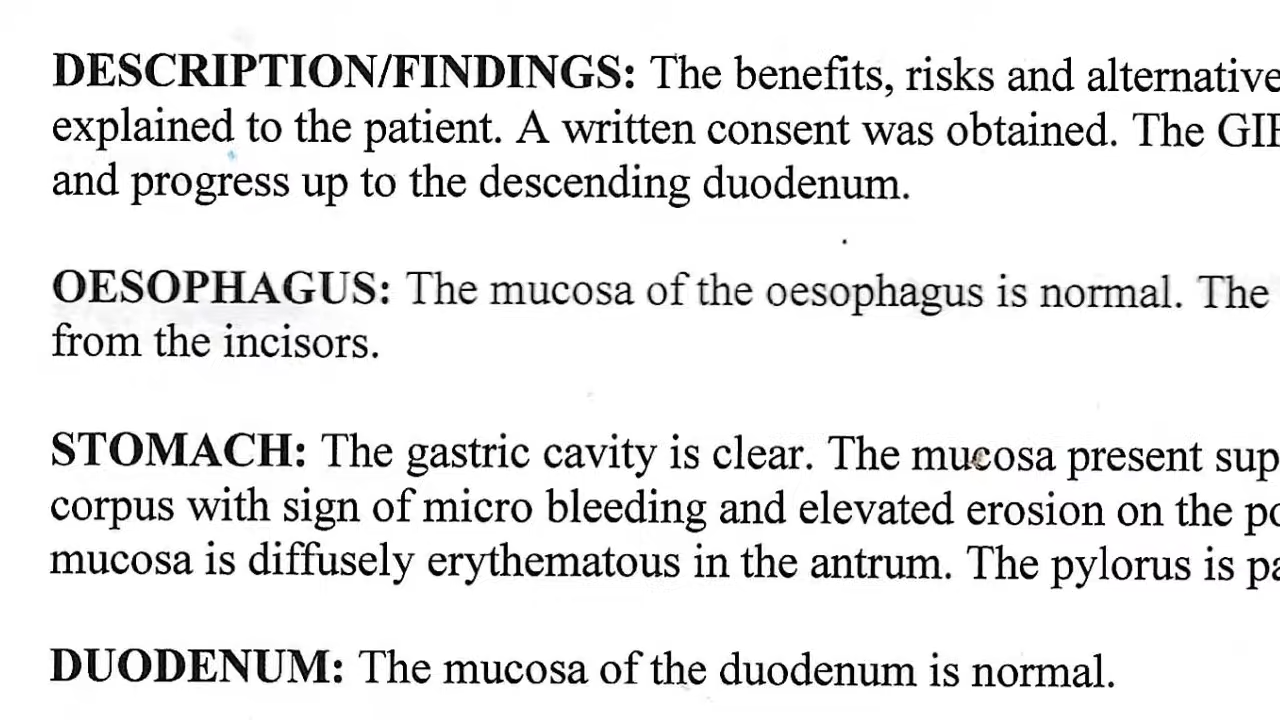 DESCRIPTION/FINDINGS: The benefits, risks and alternative
explained to the patient. A written consent was obtained. The
and progress up to the descending duodenum.
OESOPHAGUS: The mucosa of the oesophagus is normal. The
from the incisors.
STOMACH: The gastric cavity is clear. The mucosa present
corpus with sign of micro bleeding and elevated erosion on the
mucosa is diffusely erythematous in the antrum. The pylorus is
DUODENUM: The mucosa of the duodenum is normal.